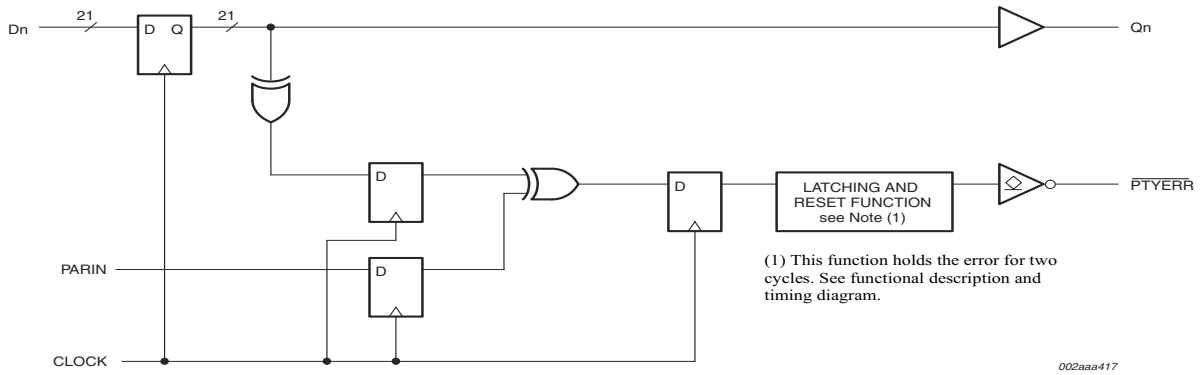 21
21
Dn
D Q
Qn
D
D
LATCHING AND
RESET FUNCTION
see Note (1)
PTYERR
PARIN
D
(1) This function holds the error for two
cycles. See functional description and
timing diagram.
CLOCK
002aaa417